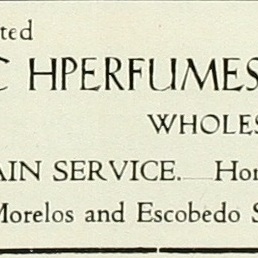 ted
C HPERFUMES
WHOLES
AIN SERVICE. Hor
Morelos and Escobedo S